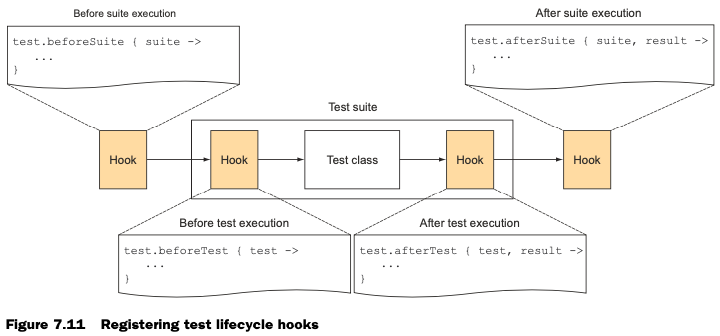 Before suite execution
After suite execution
test.beforeSuite { suite ->
...
}
test.afterSuite { suite, result ->
...
}
Test suite
Hook
Hook
Test class
Hook
Hook
Before test execution
After test execution
test.beforeTest { test ->
...
}
test.afterTest { test, result ->
...
}
Figure 7.11 Registering test lifecycle hooks